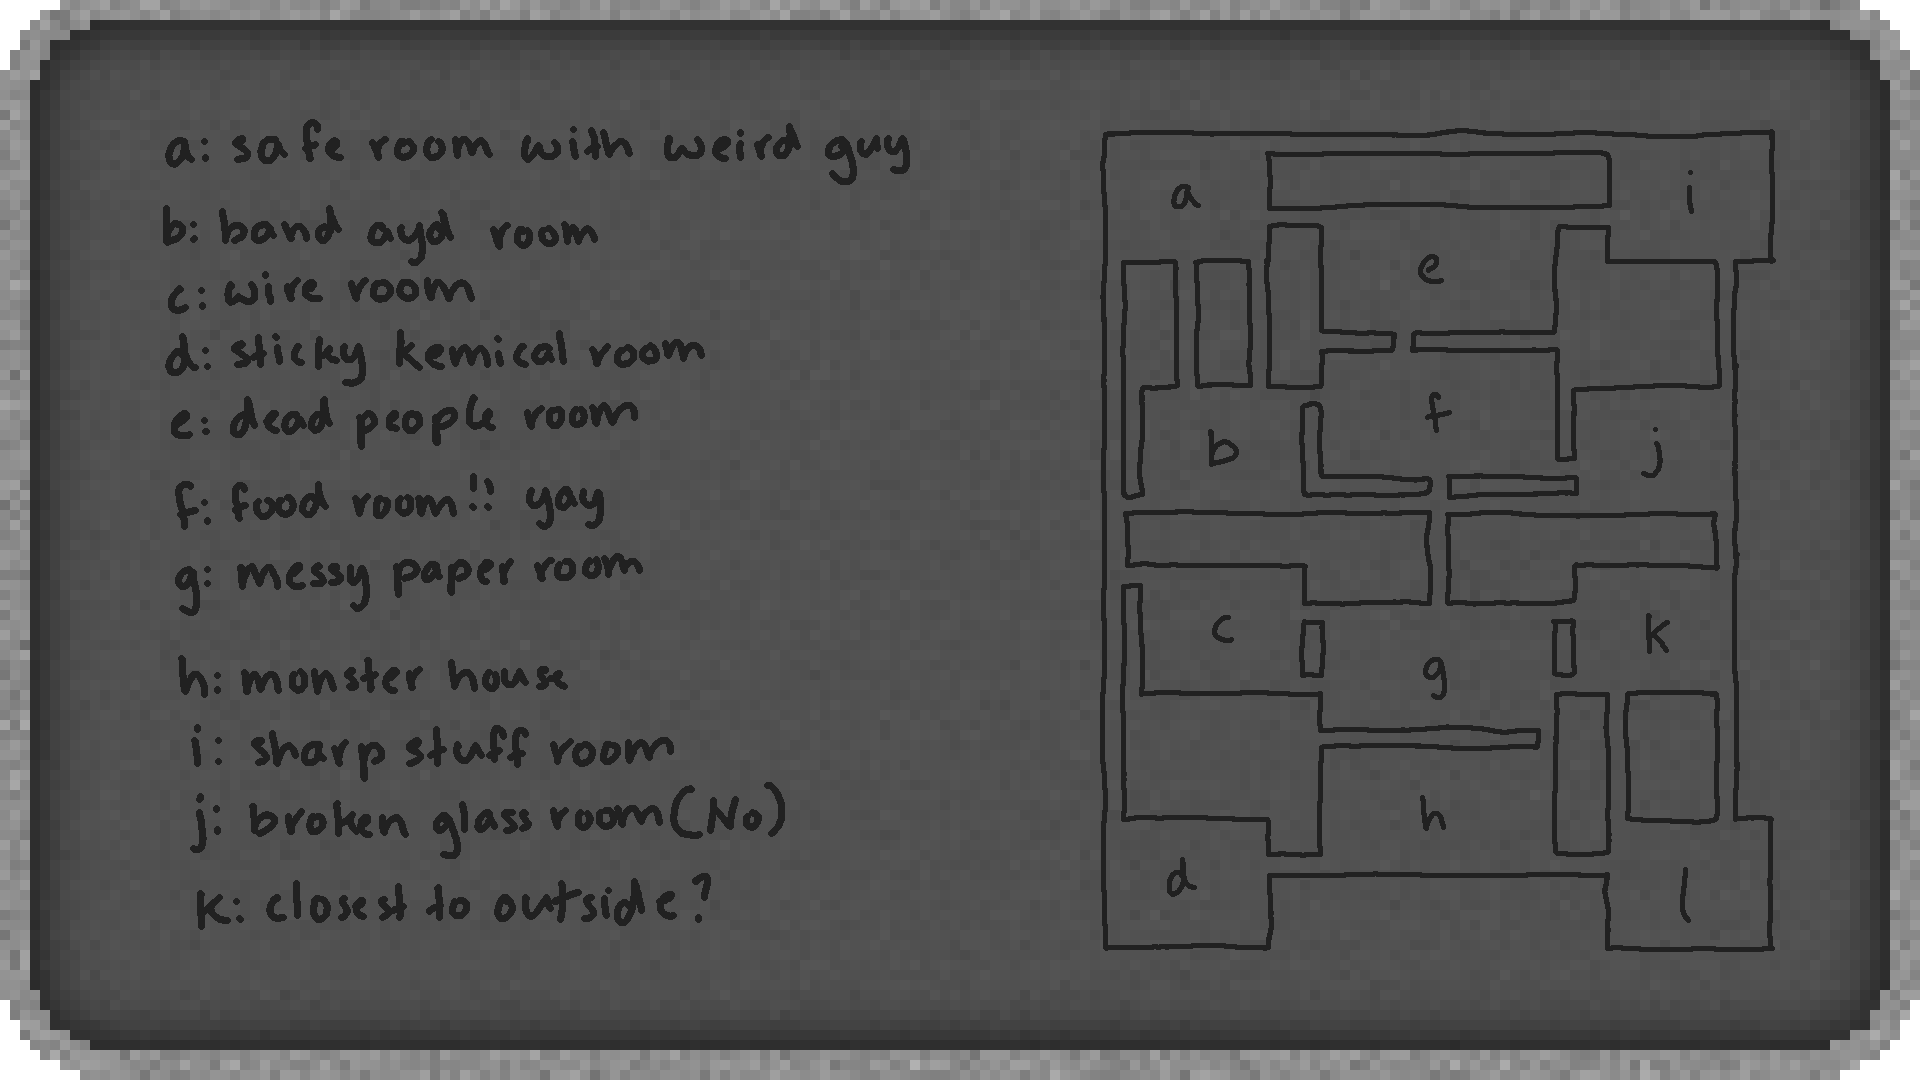 a: safe room with weird guy
b: band ayd room
c: wire room
d: sticky kemical room
e: dead people room
f: food room!! yay
g: messy paper room
h: monster house
i: sharp stuff room
j: broken glass room (No)
k: closest to outside?
a
i
e
f
b
j
c
k
g
h
d
l